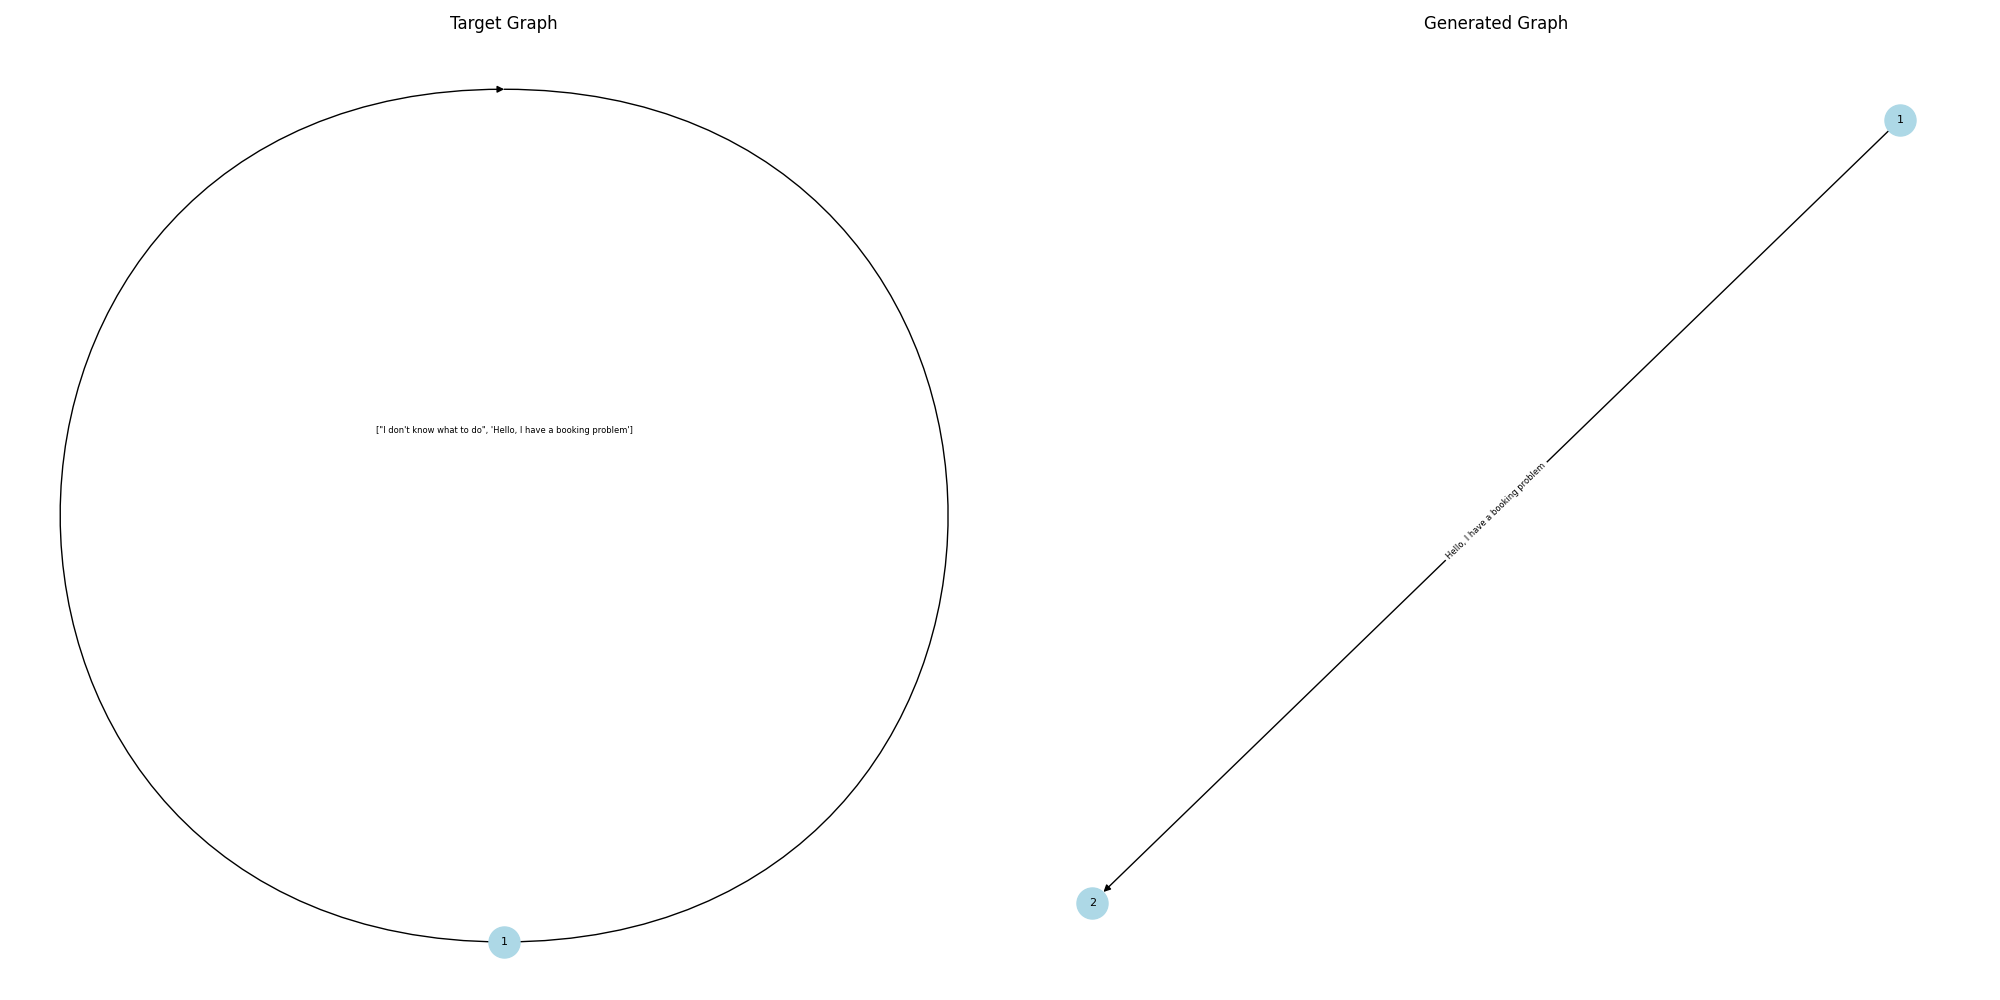 Target Graph
["I don't know what to do", 'Hello, I have a booking problem']
1
Generated Graph
1
Hello, I have a booking problem
2